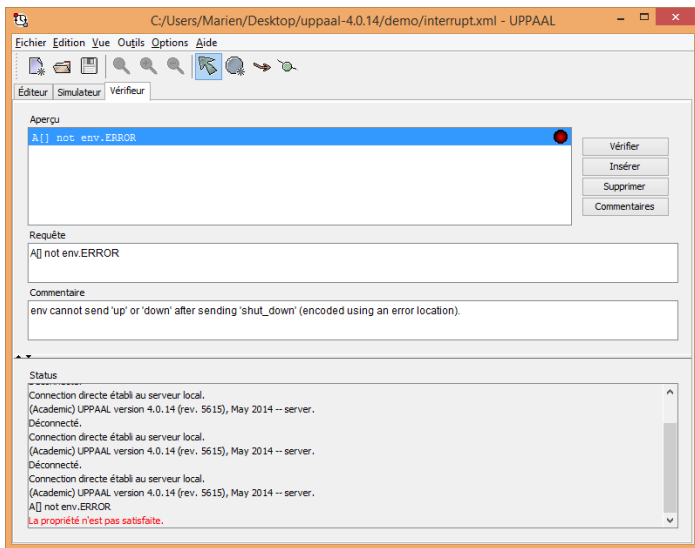 C:/Users/Marien/Desktop/uppaal-4.0.14/demo/interrupt.xml - UPPAAL
Fichier Edition Vue Outils Options Aide
Éditeur Simulateur Vérifieur
Aperçu
A[] not env.ERROR
Vérifier
Insérer
Supprimer
Commentaires
Requête
A[] not env.ERROR
Commentaire
env cannot send 'up' or 'down' after sending 'shut_down' (encoded using an error location).
Status
Déconnecté.
Connection directe établi au serveur local.
(Academic) UPPAAL version 4.0.14 (rev. 5615), May 2014 -- server.
Déconnecté.
Connection directe établi au serveur local.
(Academic) UPPAAL version 4.0.14 (rev. 5615), May 2014 -- server.
Déconnecté.
Connection directe établi au serveur local.
(Academic) UPPAAL version 4.0.14 (rev. 5615), May 2014 -- server.
A[] not env.ERROR
La propriété n'est pas satisfaite.